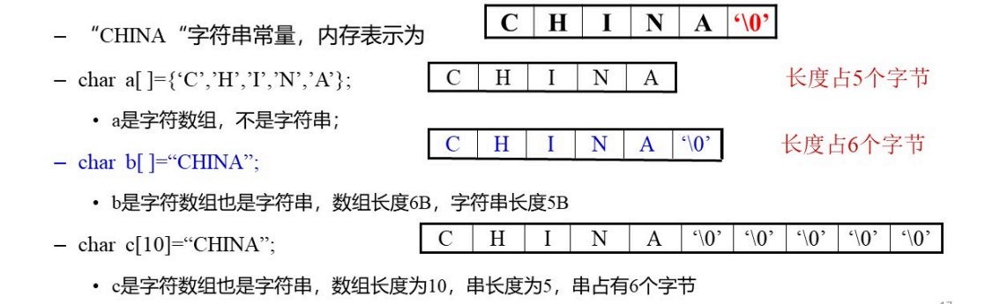 – “CHINA “字符串常量，内存表示为 C H I N A ‘\0’
– char a[ ]={‘C’,’H’,’I’,’N’,’A’}; C H I N A 长度占5个字节
• a是字符数组，不是字符串；
– char b[ ]=“CHINA”; C H I N A ‘\0’ 长度占6个字节
• b是字符数组也是字符串，数组长度6B，字符串长度5B
– char c[10]=“CHINA”; C H I N A ‘\0’ ‘\0’ ‘\0’ ‘\0’ ‘\0’
• c是字符数组也是字符串，数组长度为10，串长度为5，串占有6个字节